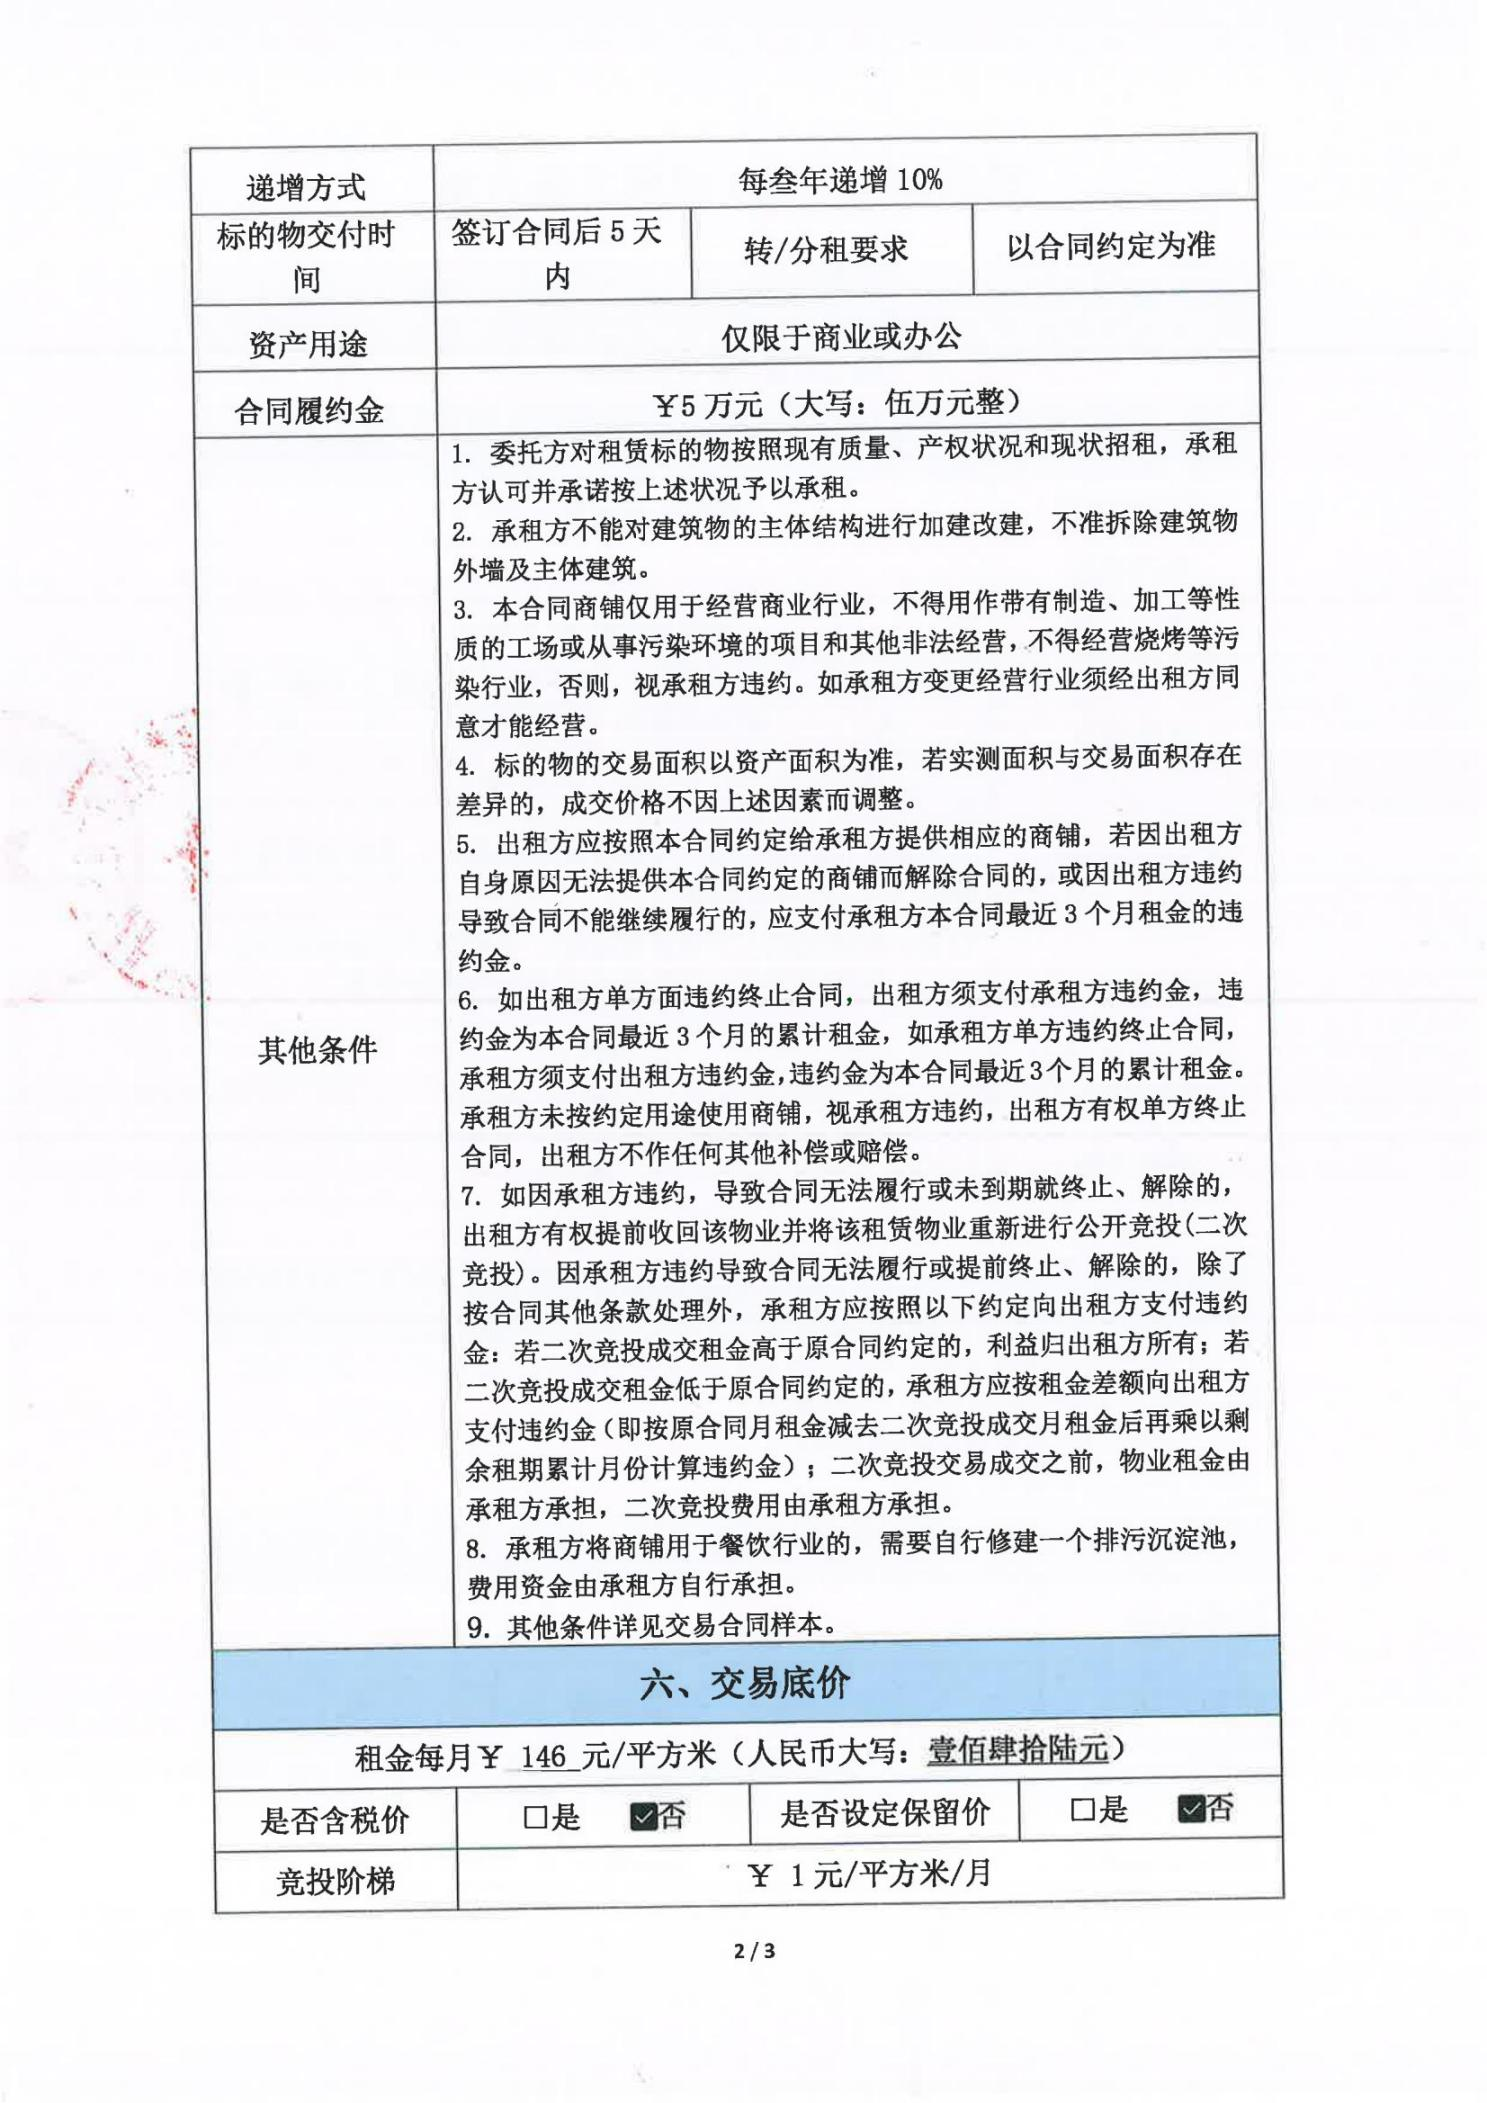 递增方式
每叁年递增 10%
标的物交付时
间
签订合同后 5 天
内
转/分租要求
以合同约定为准
资产用途
仅限于商业或办公
合同履约金
¥5 万元（大写：伍万元整）
其他条件
1. 委托方对租赁标的物按照现有质量、产权状况和现状招租，承租
方认可并承诺按上述状况予以承租。
2. 承租方不能对建筑物的主体结构进行加建改建，不准拆除建筑物
外墙及主体建筑。
3. 本合同商铺仅用于经营商业行业，不得用作带有制造、加工等性
质的工场或从事污染环境的项目和其他非法经营，不得经营烧烤等污
染行业，否则，视承租方违约。如承租方变更经营行业须经出租方同
意才能经营。
4. 标的物的交易面积以资产面积为准，若实测面积与交易面积存在
差异的，成交价格不因上述因素而调整。
5. 出租方应按照本合同约定给承租方提供相应的商铺，若因出租方
自身原因无法提供本合同约定的商铺而解除合同的，或因出租方违约
导致合同不能继续履行的，应支付承租方本合同最近 3 个月租金的违
约金。
6. 如出租方单方面违约终止合同，出租方须支付承租方违约金，违
约金为本合同最近 3 个月的累计租金，如承租方单方违约终止合同，
承租方须支付出租方违约金，违约金为本合同最近3个月的累计租金。
承租方未按约定用途使用商铺，视承租方违约，出租方有权单方终止
合同，出租方不作任何其他补偿或赔偿。
7. 如因承租方违约，导致合同无法履行或未到期就终止、解除的，
出租方有权提前收回该物业并将该租赁物业重新进行公开竞投(二次
竞投)。因承租方违约导致合同无法履行或提前终止、解除的，除了
按合同其他条款处理外，承租方应按照以下约定向出租方支付违约
金：若二次竞投成交租金高于原合同约定的，利益归出租方所有；若
二次竞投成交租金低于原合同约定的，承租方应按租金差额向出租方
支付违约金（即按原合同月租金减去二次竞投成交月租金后再乘以剩
余租期累计月份计算违约金）；二次竞投交易成交之前，物业租金由
承租方承担，二次竞投费用由承租方承担。
8. 承租方将商铺用于餐饮行业的，需要自行修建一个排污沉淀池，
费用资金由承租方自行承担。
9. 其他条件详见交易合同样本。
六、交易底价
租金每月¥ 146 元/平方米（人民币大写：壹佰肆拾陆元）
是否含税价
☐是 ☑否
是否设定保留价
☐是 ☑否
竞投阶梯
¥ 1 元/平方米/月
2 / 3